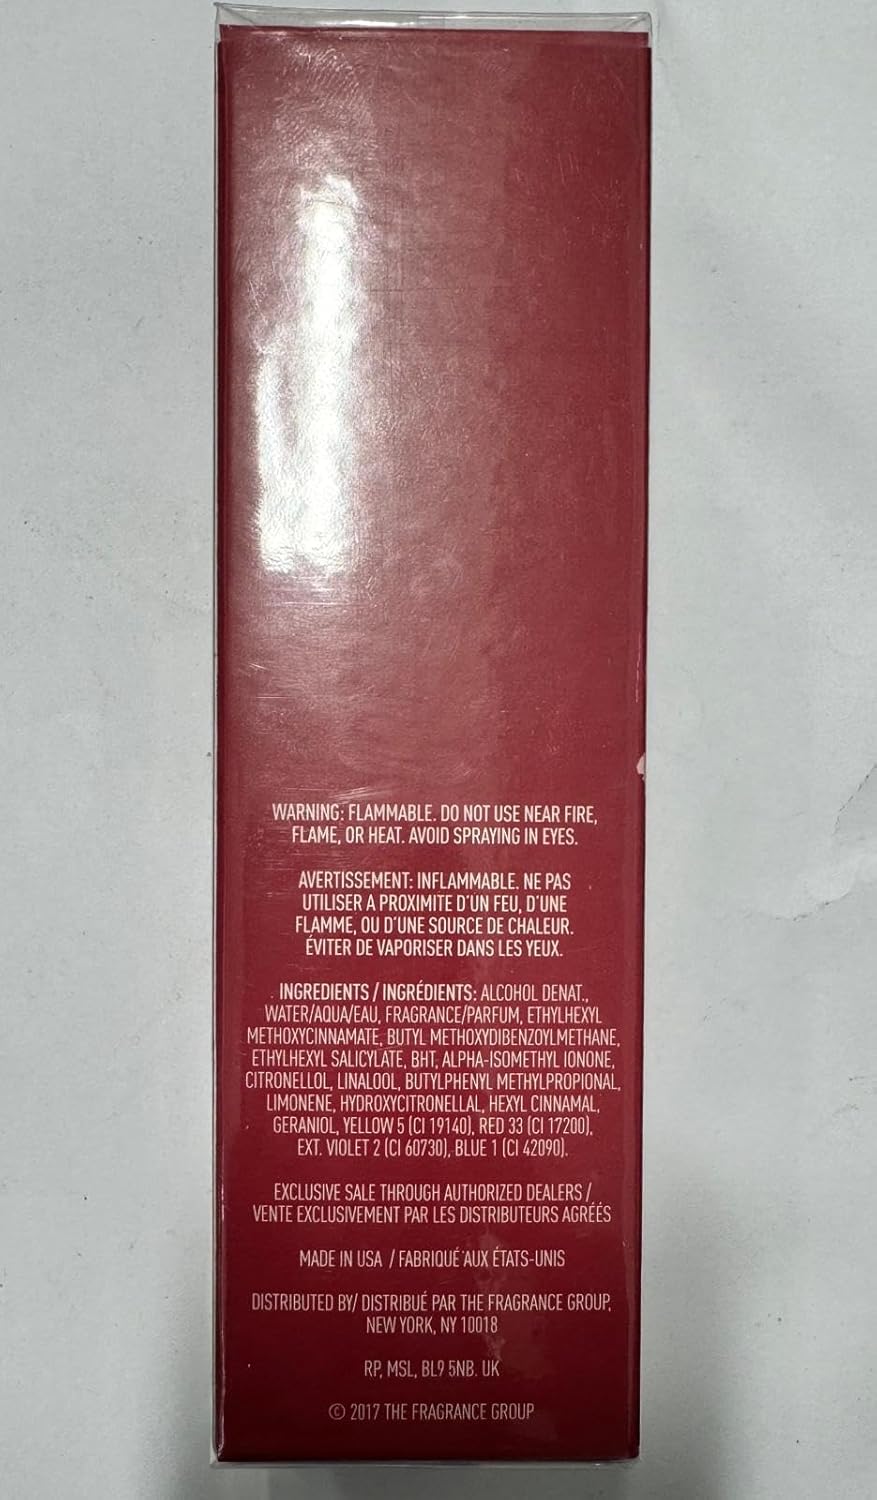 WARNING: FLAMMABLE. DO NOT USE NEAR FIRE,
FLAME, OR HEAT. AVOID SPRAYING IN EYES.
AVERTISSEMENT: INFLAMMABLE. NE PAS
UTILISER A PROXIMITE D'UN FEU, D'UNE
FLAMME, OU D'UNE SOURCE DE CHALEUR.
ÉVITER DE VAPORISER DANS LES YEUX.
INGREDIENTS / INGRÉDIENTS: ALCOHOL DENAT.,
WATER/AQUA/EAU, FRAGRANCE/PARFUM, ETHYLHEXYL
METHOXYCINNAMATE, BUTYL METHOXYDIBENZOYLMETHANE,
ETHYLHEXYL SALICYLATE, BHT, ALPHA-ISOMETHYL IONONE,
CITRONELLOL, LINALOOL, BUTYLPHENYL METHYLPROPIONAL,
LIMONENE, HYDROXYCITRONELLAL, HEXYL CINNAMAL,
GERANIOL, YELLOW 5 (CI 19140), RED 33 (CI 17200),
EXT. VIOLET 2 (CI 60730), BLUE 1 (CI 42090).
EXCLUSIVE SALE THROUGH AUTHORIZED DEALERS /
VENTE EXCLUSIVEMENT PAR LES DISTRIBUTEURS AGRÉÉS
MADE IN USA / FABRIQUÉ AUX ÉTATS-UNIS
DISTRIBUTED BY/ DISTRIBUÉ PAR THE FRAGRANCE GROUP,
NEW YORK, NY 10018
RP, MSL, BL9 5NB. UK
© 2017 THE FRAGRANCE GROUP